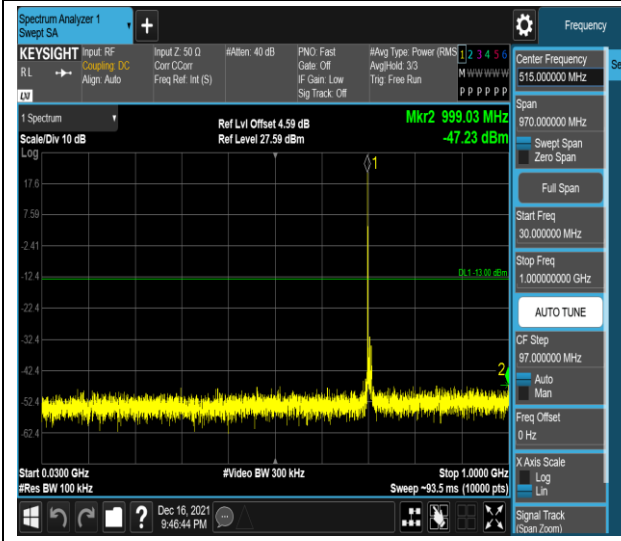 Spectrum Analyzer 1
Swept SA
+
Frequency
KEYSIGHT
RL
LXI
Input: RF
Coupling: DC
Align: Auto
Input Z: 50 Ω
Corr CCorr
Freq Ref: Int (S)
#Atten: 40 dB
PNO: Fast
Gate: Off
IF Gain: Low
Sig Track: Off
#Avg Type: Power (RMS
Avg|Hold: 3/3
Trig: Free Run
1 2 3 4 5 6
M W W W W W
P P P P P P
1 Spectrum
Scale/Div 10 dB
Log
Ref Lvl Offset 4.59 dB
Ref Level 27.59 dBm
Mkr2 999.03 MHz
-47.23 dBm
1
17.6
7.59
-2.41
-12.4
DL1 -13.00 dBm
-22.4
-32.4
-42.4
2
-52.4
-62.4
Start 0.0300 GHz
#Res BW 100 kHz
#Video BW 300 kHz
Stop 1.0000 GHz
Sweep ~93.5 ms (10000 pts)
?
Dec 16, 2021
9:46:44 PM
Center Frequency
515.000000 MHz
Se
Span
970.000000 MHz
Swept Span
Zero Span
Full Span
Start Freq
30.000000 MHz
Stop Freq
1.000000000 GHz
AUTO TUNE
CF Step
97.000000 MHz
Auto
Man
Freq Offset
0 Hz
X Axis Scale
Log
Lin
Signal Track
(Span Zoom)